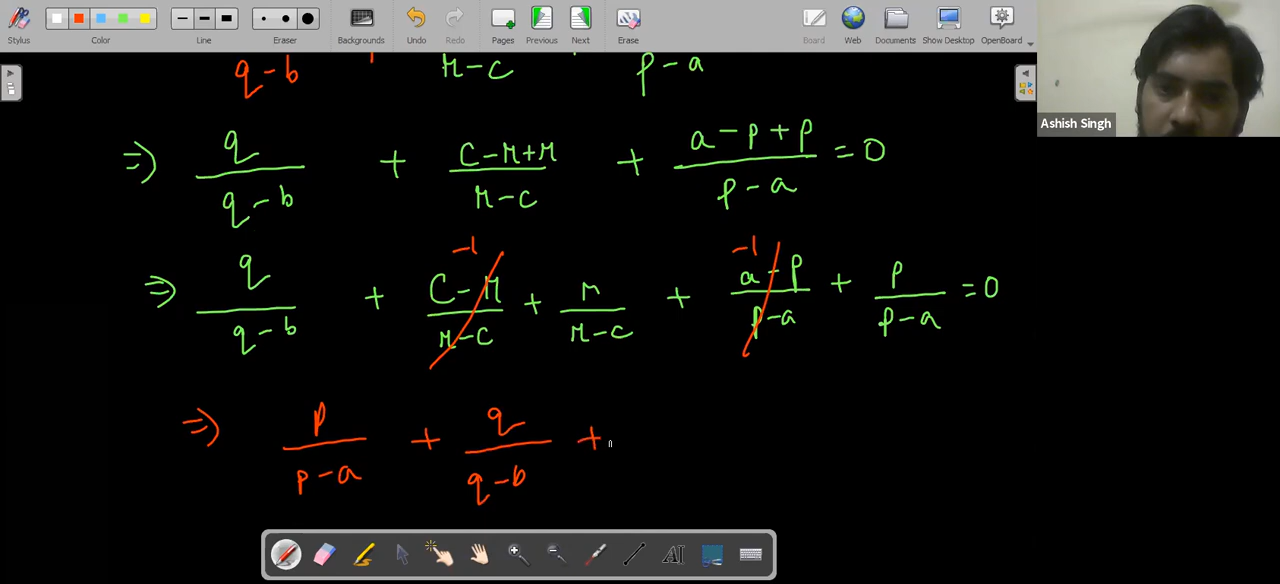 Stylus Color Line Eraser Backgrounds Undo Redo Pages Previous Next Erase Board Web Documents Show Desktop OpenBoard
Ashish Singh
q-b r-c p-a
⇒ q/(q-b) + (c-r+r)/(r-c) + (a-p+p)/(p-a) = 0
-1 -1
⇒ q/(q-b) + (c-r)/(r-c) + r/(r-c) + (a-p)/(p-a) + p/(p-a) = 0
⇒ p/(p-a) + q/(q-b) +